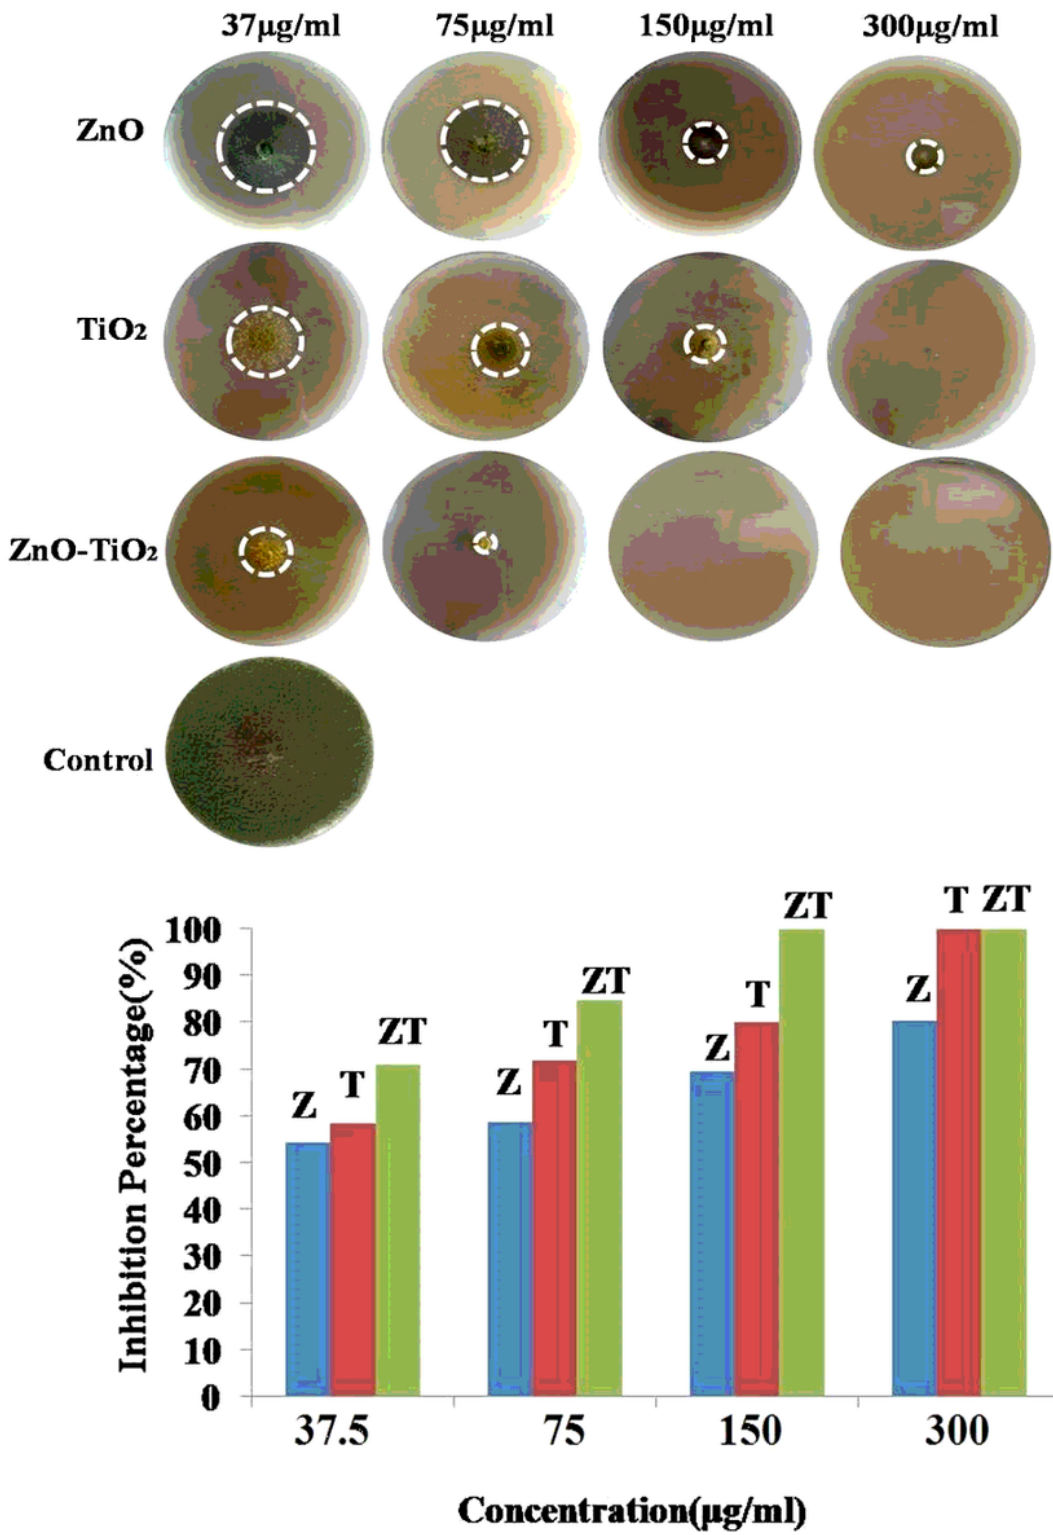 37μg/ml 75μg/ml 150μg/ml 300μg/ml
ZnO
TiO₂
ZnO-TiO₂
Control
ZT T ZT
100
90
80
70
60
50
40
30
20
10
0
Inhibition Percentage(%)
Z T ZT
Z T ZT
Z T
Z
37.5 75 150 300
Concentration(μg/ml)